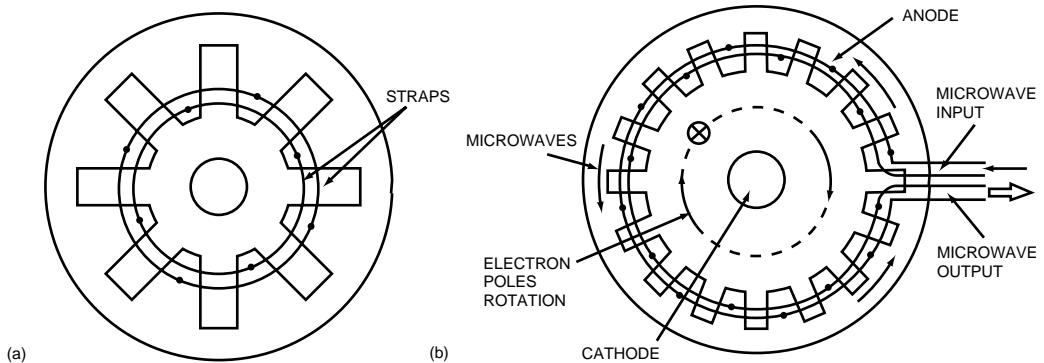 STRAPS
(a)
ANODE
MICROWAVE
INPUT
MICROWAVES
ELECTRON
POLES
ROTATION
MICROWAVE
OUTPUT
CATHODE
(b)